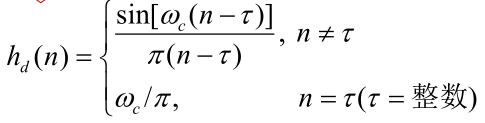 h_d(n) = { sin[ω_c(n − τ)] / π(n − τ), n ≠ τ
ω_c/π, n = τ(τ = 整数)